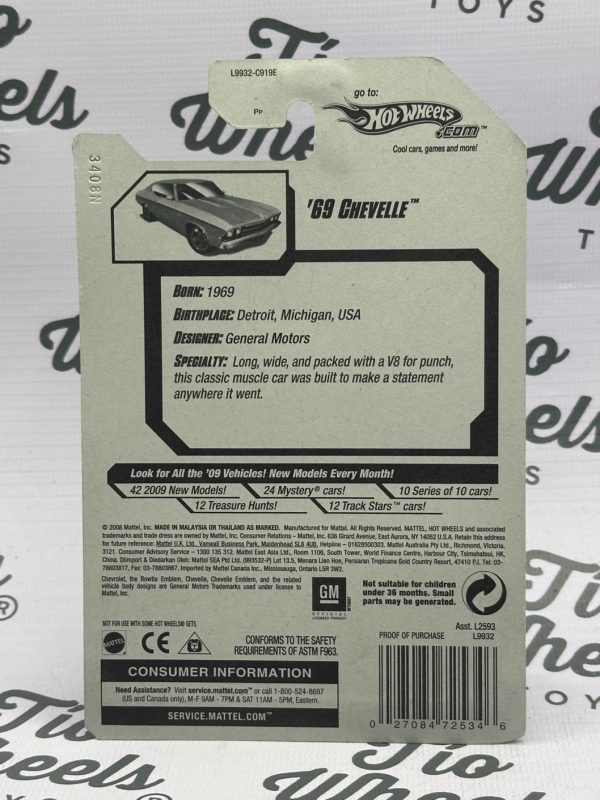 L9932-C919E
Pp
go to:
HOT WHEELS
.com™
Cool cars, games and more!
3408N
'69 CHEVELLE™
BORN: 1969
BIRTHPLACE: Detroit, Michigan, USA
DESIGNER: General Motors
SPECIALTY: Long, wide, and packed with a V8 for punch,
this classic muscle car was built to make a statement
anywhere it went.
Look for All the '09 Vehicles! New Models Every Month!
42 2009 New Models! 24 Mystery® cars! 10 Series of 10 cars!
12 Treasure Hunts! 12 Track Stars™ cars!
© 2008 Mattel, Inc. MADE IN MALAYSIA OR THAILAND AS MARKED. Manufactured for Mattel. All Rights Reserved. MATTEL, HOT WHEELS and associated
trademarks and trade dress are owned by Mattel, Inc. Consumer Relations – Mattel, Inc. 636 Girard Avenue, East Aurora, NY 14052 U.S.A. Retain this address
for future reference: Mattel U.K. Ltd., Vanwall Business Park, Maidenhead SL6 4UB. Helpline – 01628500303. Mattel Australia Pty Ltd., Richmond, Victoria.
3121. Consumer Advisory Service – 1300 135 312. Mattel East Asia Ltd., Room 1106, South Tower, World Finance Centre, Harbour City, Tsimshatsui, HK,
China. Diimport & Diedarkan Oleh: Mattel SEA Ptd. Ltd. (993532-P) Lot 13.5, Menara Lien Hoe, Persiaran Tropicana Golf Country Resort, 47410 PJ. Tel: 03-
78803817, Fax: 03-78803867. Imported by Mattel Canada Inc., Mississauga, Ontario L5R 3W2.
Chevrolet, the Bowtie Emblem, Chevelle, Chevelle Emblem, and the related
vehicle body designs are General Motors Trademarks used under license to
Mattel, Inc.
GM
OFFICIAL
LICENSED PRODUCT
Not suitable for children
under 36 months. Small
parts may be generated.
NOT FOR USE WITH SOME HOT WHEELS® SETS.
Asst. L2593
L9932
MATTEL
CE
0-3
CONFORMS TO THE SAFETY
REQUIREMENTS OF ASTM F963.
PROOF OF PURCHASE
CONSUMER INFORMATION
Need Assistance? Visit service.mattel™ or call 1-800-524-8697
(US and Canada only), M-F 9AM - 7PM & SAT 11AM - 5PM, Eastern.
SERVICE.MATTEL.COM™
0 27084 72534 6
Tio
Wheels
TOYS